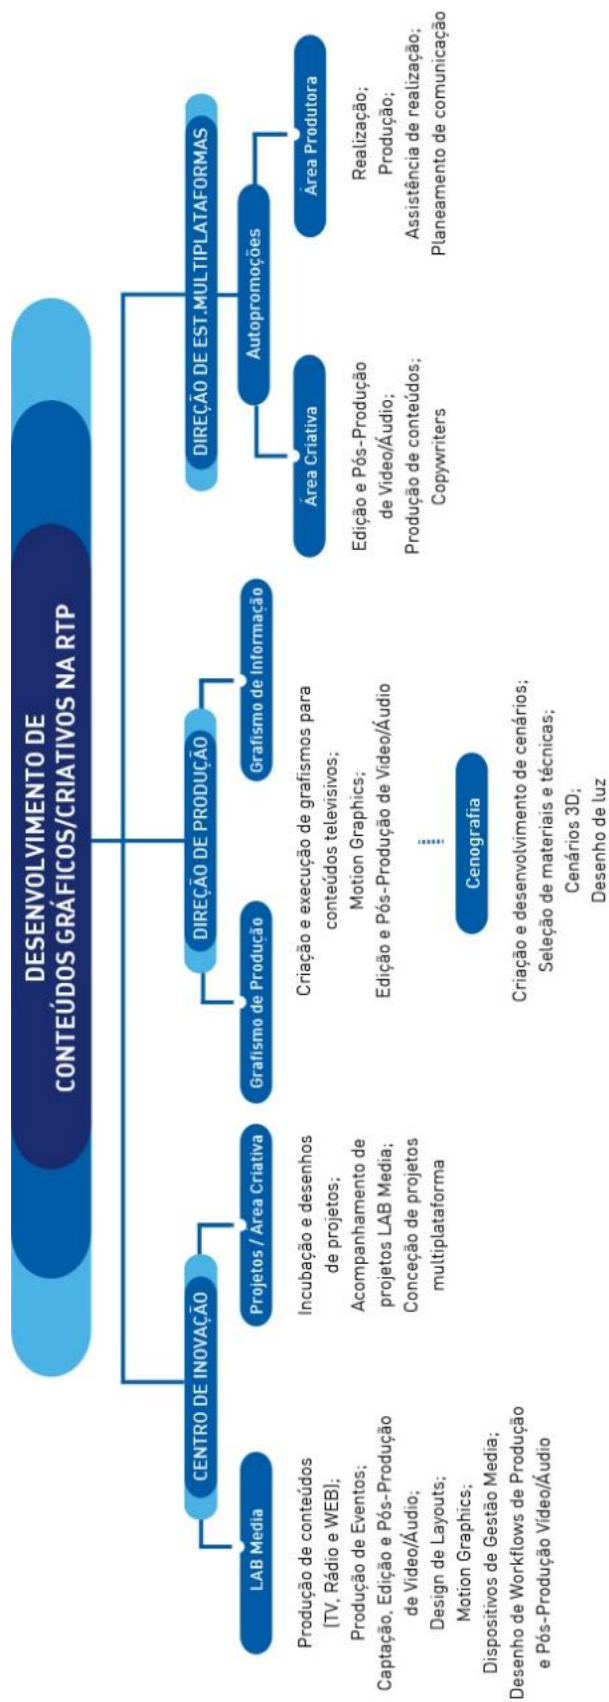 DESENVOLVIMENTO DE
CONTEÚDOS GRÁFICOS/CRIATIVOS NA RTP
CENTRO DE INOVAÇÃO
LAB Media
Produção de conteúdos
(TV, Rádio e WEB);
Produção de Eventos;
Captação, Edição e Pós-Produção
de Video/Áudio;
Design de Layouts;
Motion Graphics;
Dispositivos de Gestão Media;
Desenho de Workflows de Produção
e Pós-Produção Vídeo/Áudio
Projetos / Área Criativa
Incubação e desenhos
de projetos;
Acompanhamento de
projetos LAB Media;
Conceção de projetos
multiplataforma
DIREÇÃO DE PRODUÇÃO
Grafismo de Produção
Grafismo de Informação
Criação e execução de grafismos para
conteúdos televisivos;
Motion Graphics;
Edição e Pós-Produção de Video/Áudio
Cenografia
Criação e desenvolvimento de cenários;
Seleção de materiais e técnicas;
Cenários 3D;
Desenho de luz
DIREÇÃO DE EST.MULTIPLATAFORMAS
Autopromoções
Área Criativa
Edição e Pós-Produção
de Video/Áudio;
Produção de conteúdos;
Copywriters
Área Produtora
Realização;
Produção;
Assistência de realização;
Planeamento de comunicação